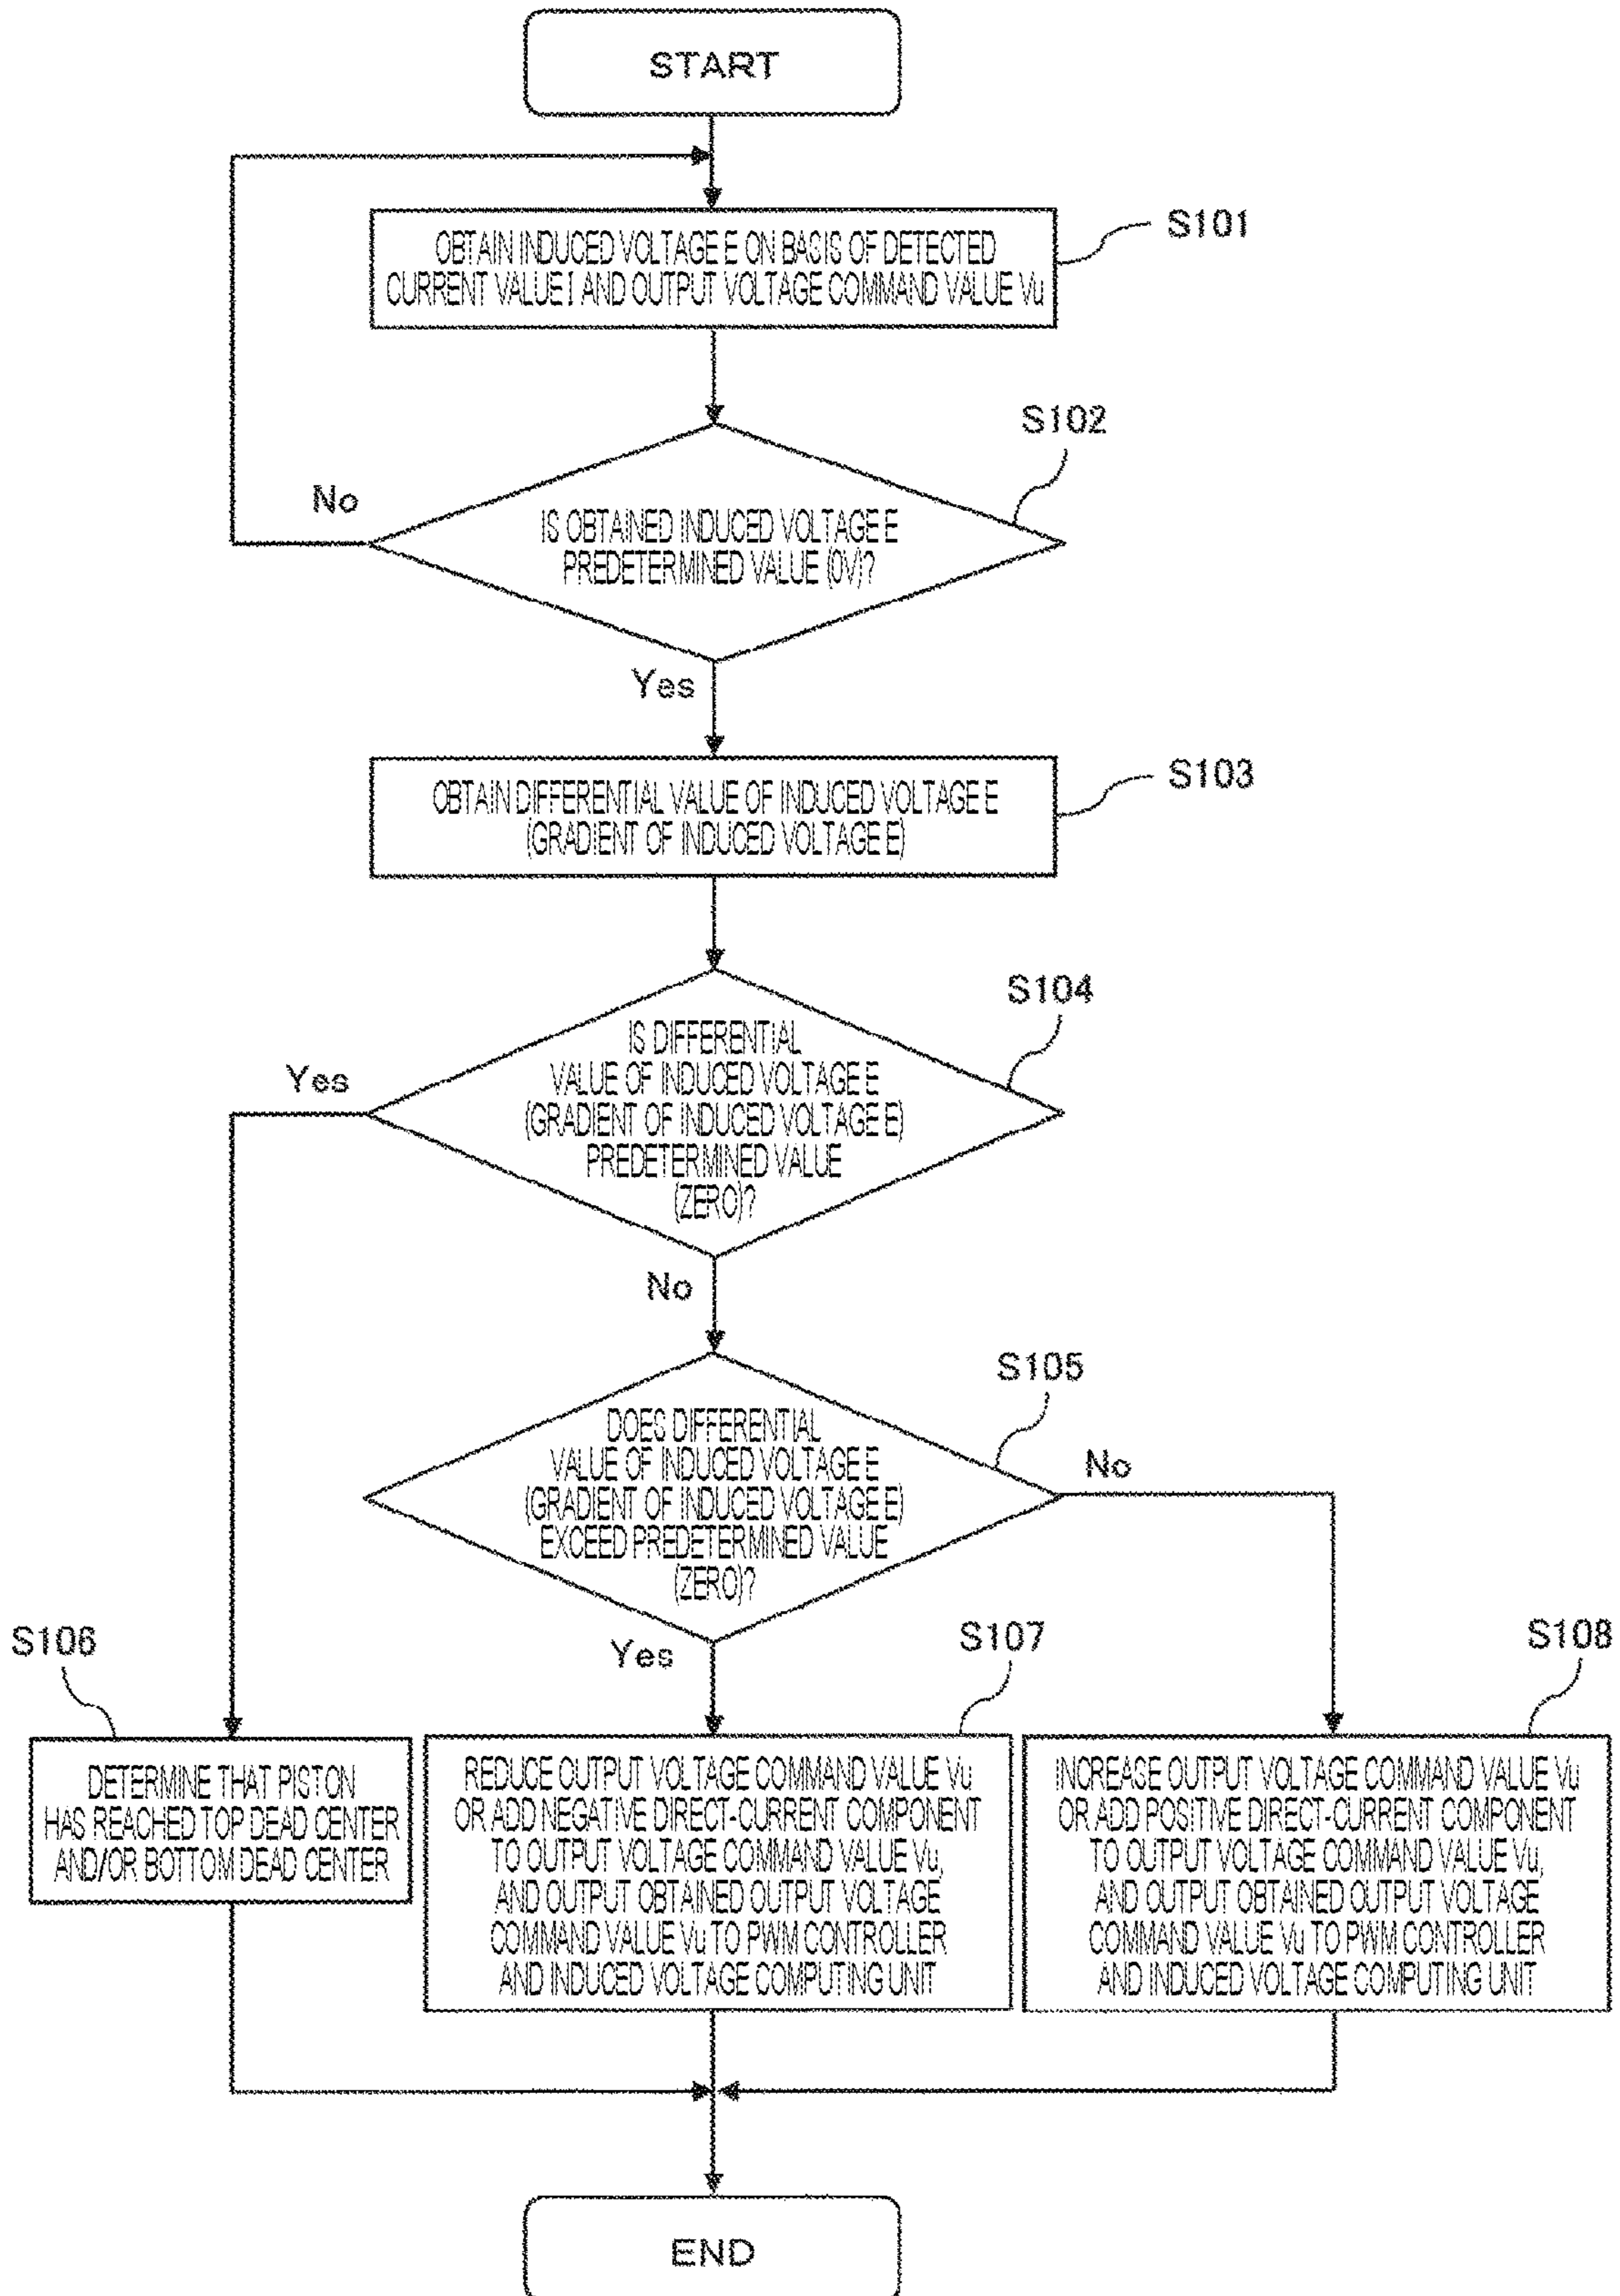 START
OBTAIN INDUCED VOLTAGE E ON BASIS OF DETECTED
CURRENT VALUE I AND OUTPUT VOLTAGE COMMAND VALUE Vu
S101
S102
No
IS OBTAINED INDUCED VOLTAGE E
PREDETERMINED VALUE (0V)?
Yes
S103
OBTAIN DIFFERENTIAL VALUE OF INDUCED VOLTAGE E
(GRADIENT OF INDUCED VOLTAGE E)
S104
Yes
IS DIFFERENTIAL
VALUE OF INDUCED VOLTAGE E
(GRADIENT OF INDUCED VOLTAGE E)
PREDETERMINED VALUE
(ZERO)?
No
S105
DOES DIFFERENTIAL
VALUE OF INDUCED VOLTAGE E
(GRADIENT OF INDUCED VOLTAGE E)
EXCEED PREDETERMINED VALUE
(ZERO)?
No
Yes
S106
DETERMINE THAT PISTON
HAS REACHED TOP DEAD CENTER
AND/OR BOTTOM DEAD CENTER
S107
REDUCE OUTPUT VOLTAGE COMMAND VALUE Vu
OR ADD NEGATIVE DIRECT-CURRENT COMPONENT
TO OUTPUT VOLTAGE COMMAND VALUE Vu,
AND OUTPUT OBTAINED OUTPUT VOLTAGE
COMMAND VALUE Vu TO PWM CONTROLLER
AND INDUCED VOLTAGE COMPUTING UNIT
S108
INCREASE OUTPUT VOLTAGE COMMAND VALUE Vu
OR ADD POSITIVE DIRECT-CURRENT COMPONENT
TO OUTPUT VOLTAGE COMMAND VALUE Vu,
AND OUTPUT OBTAINED OUTPUT VOLTAGE
COMMAND VALUE Vu TO PWM CONTROLLER
AND INDUCED VOLTAGE COMPUTING UNIT
END